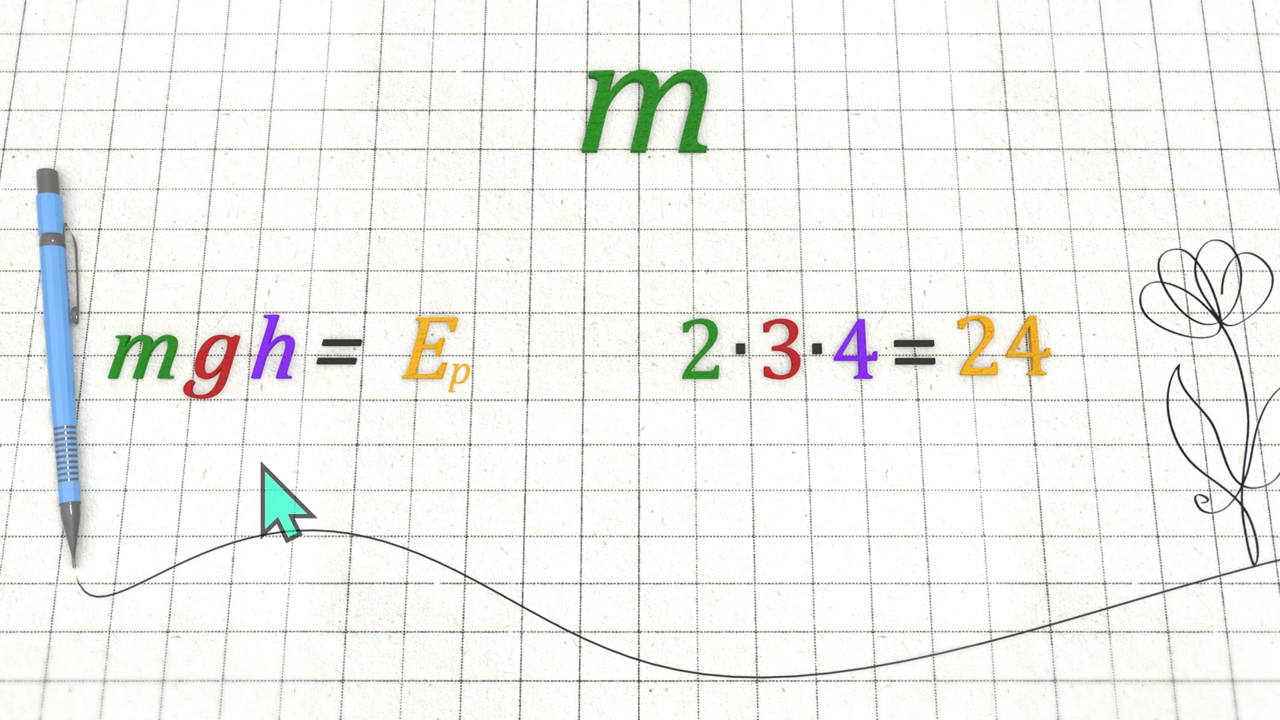 m
mgh = Eₚ
2·3·4 = 24